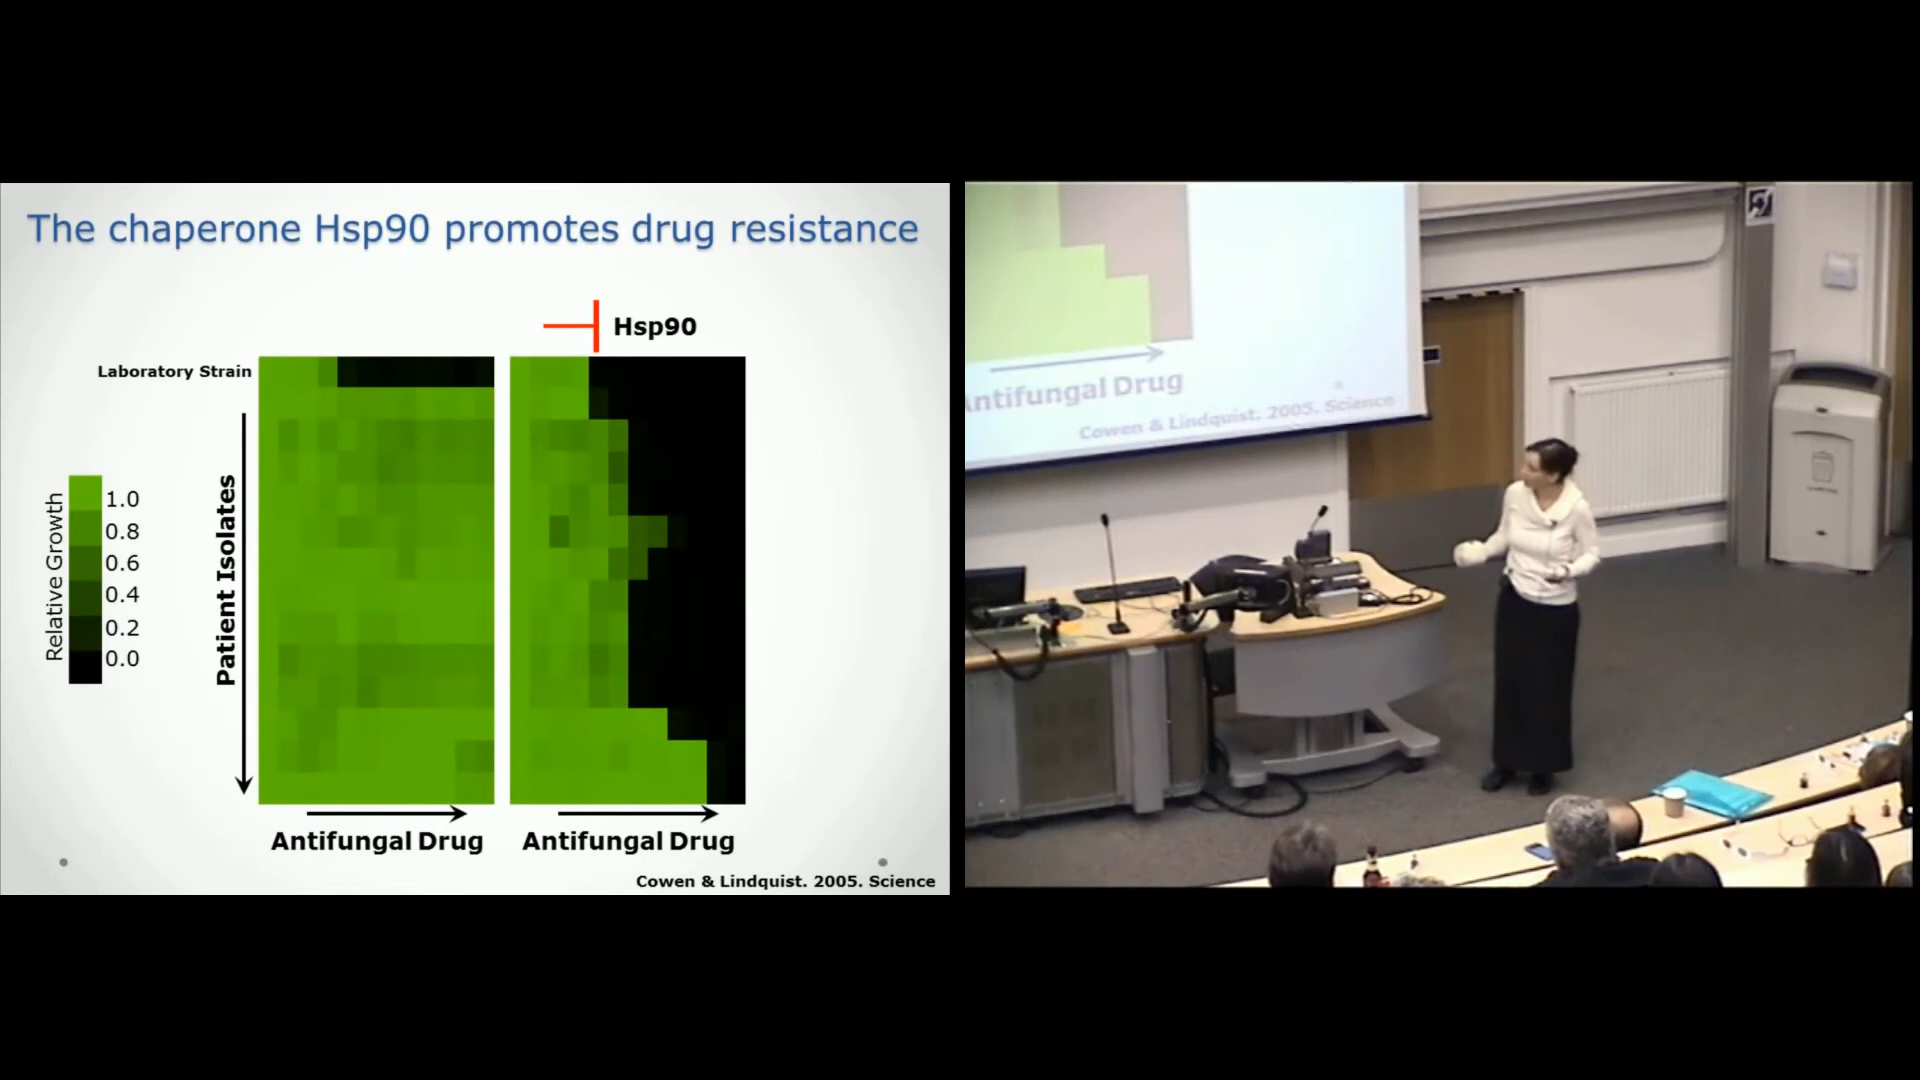 The chaperone Hsp90 promotes drug resistance
Hsp90
Laboratory Strain
Patient Isolates
Relative Growth
1.0
0.8
0.6
0.4
0.2
0.0
Antifungal Drug
Antifungal Drug
Cowen & Lindquist. 2005. Science
Antifungal Drug
Cowen & Lindquist. 2005. Science